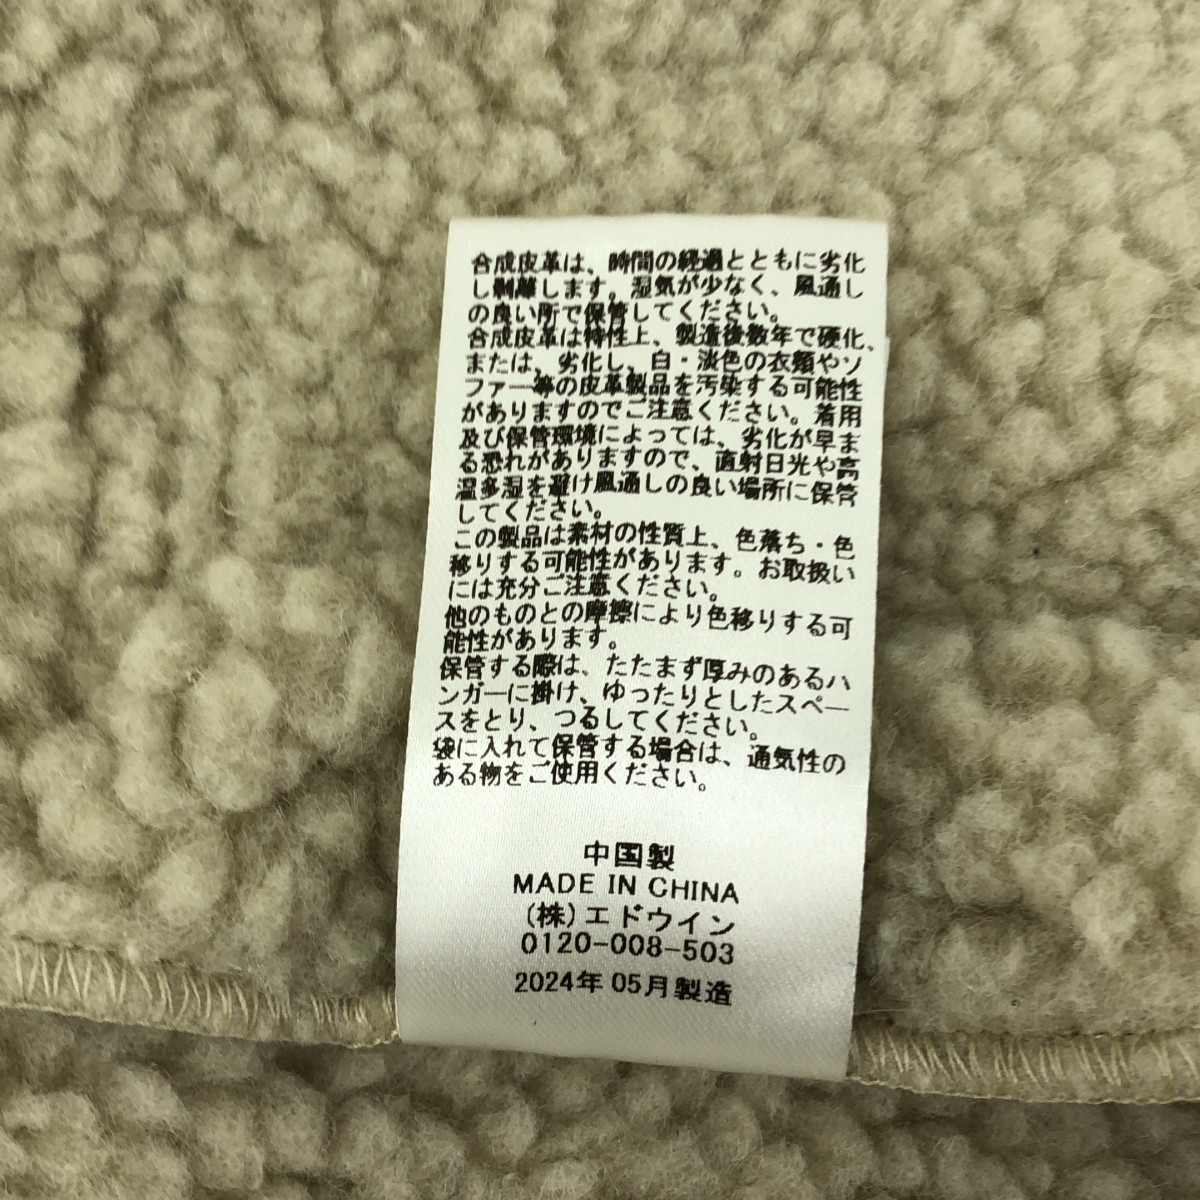 合成皮革は、時間の経過とともに劣化
し剥離します。湿気が少なく、風通し
の良い所で保管してください。
合成皮革は特性上、製造後数年で硬化、
または、劣化し、白・淡色の衣類やソ
ファー等の皮革製品を汚染する可能性
がありますのでご注意ください。着用
及び保管環境によっては、劣化が早ま
る恐れがありますので、直射日光や高
温多湿を避け風通しの良い場所に保管
してください。
この製品は素材の性質上、色落ち・色
移りする可能性があります。お取扱い
には充分ご注意ください。
他のものとの摩擦により色移りする可
能性があります。
保管する際は、たたまず厚みのあるハ
ンガーに掛け、ゆったりとしたスペー
スをとり、つるしてください。
袋に入れて保管する場合は、通気性の
ある物をご使用ください。
中国製
MADE IN CHINA
(株)エドウイン
0120-008-503
2024年 05月製造